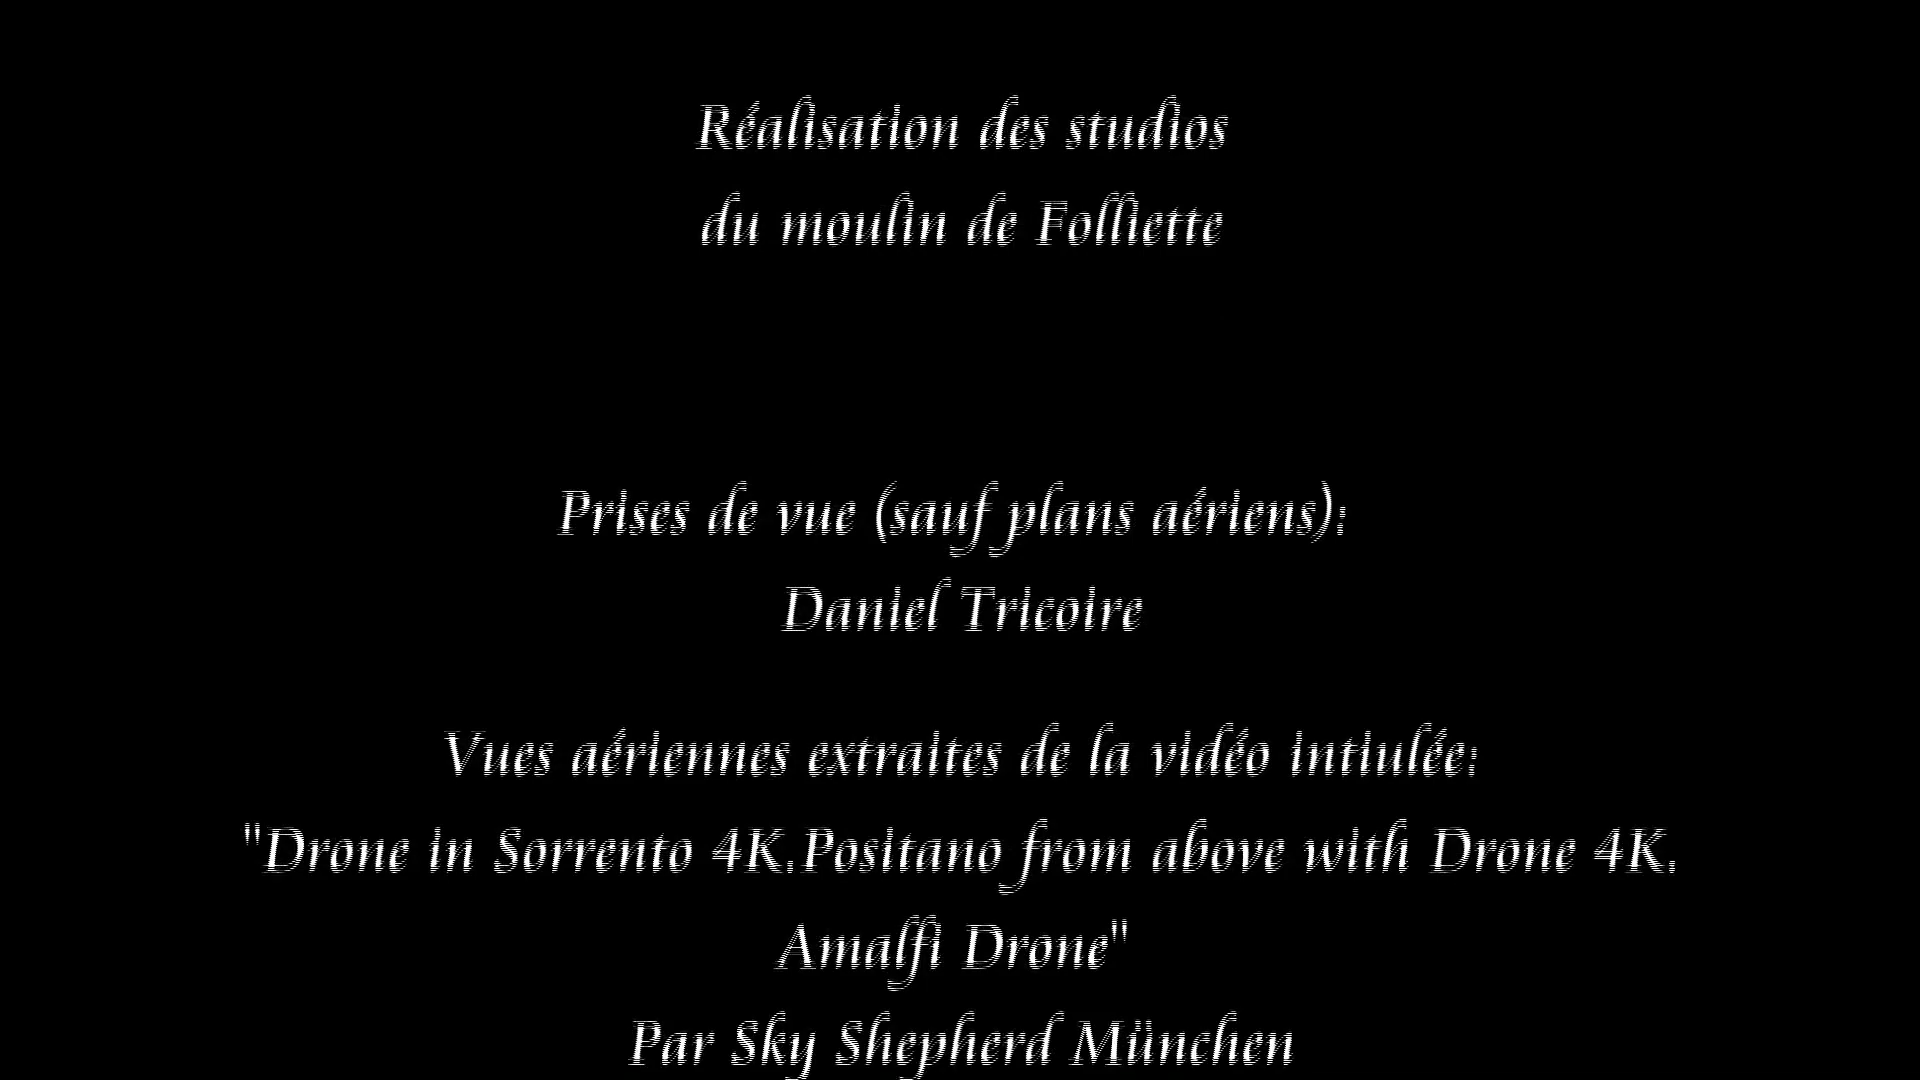 Réalisation des studios
du moulin de Folliette
Prises de vue (sauf plans aériens):
Daniel Tricoire
Vues aériennes extraites de la vidéo intiulée:
"Drone in Sorrento 4K.Positano from above with Drone 4K.
Amalfi Drone"
Par Sky Shepherd München